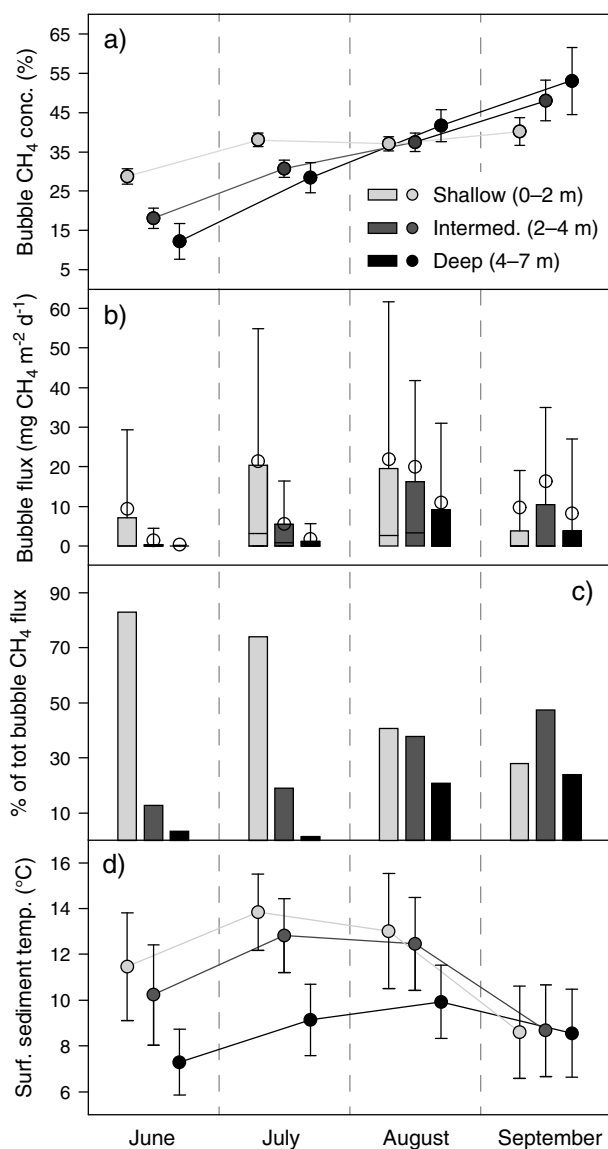 a)
Bubble CH4 conc. (%)
65
55
45
35
25
15
5
Shallow (0–2 m)
Intermed. (2–4 m)
Deep (4–7 m)
b)
Bubble flux (mg CH4 m-2 d-1)
60
50
40
30
20
10
0
c)
% of tot bubble CH4 flux
90
70
50
30
10
d)
Surf. sediment temp. (°C)
16
14
12
10
8
6
June July August September